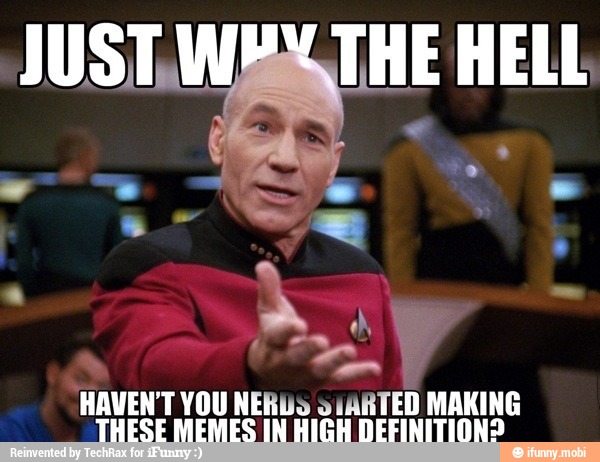 JUST WHY THE HELL
HAVEN'T YOU NERDS STARTED MAKING
THESE MEMES IN HIGH DEFINITION?
Reinvented by TechRax for iFunny :)
ifunny.mobi